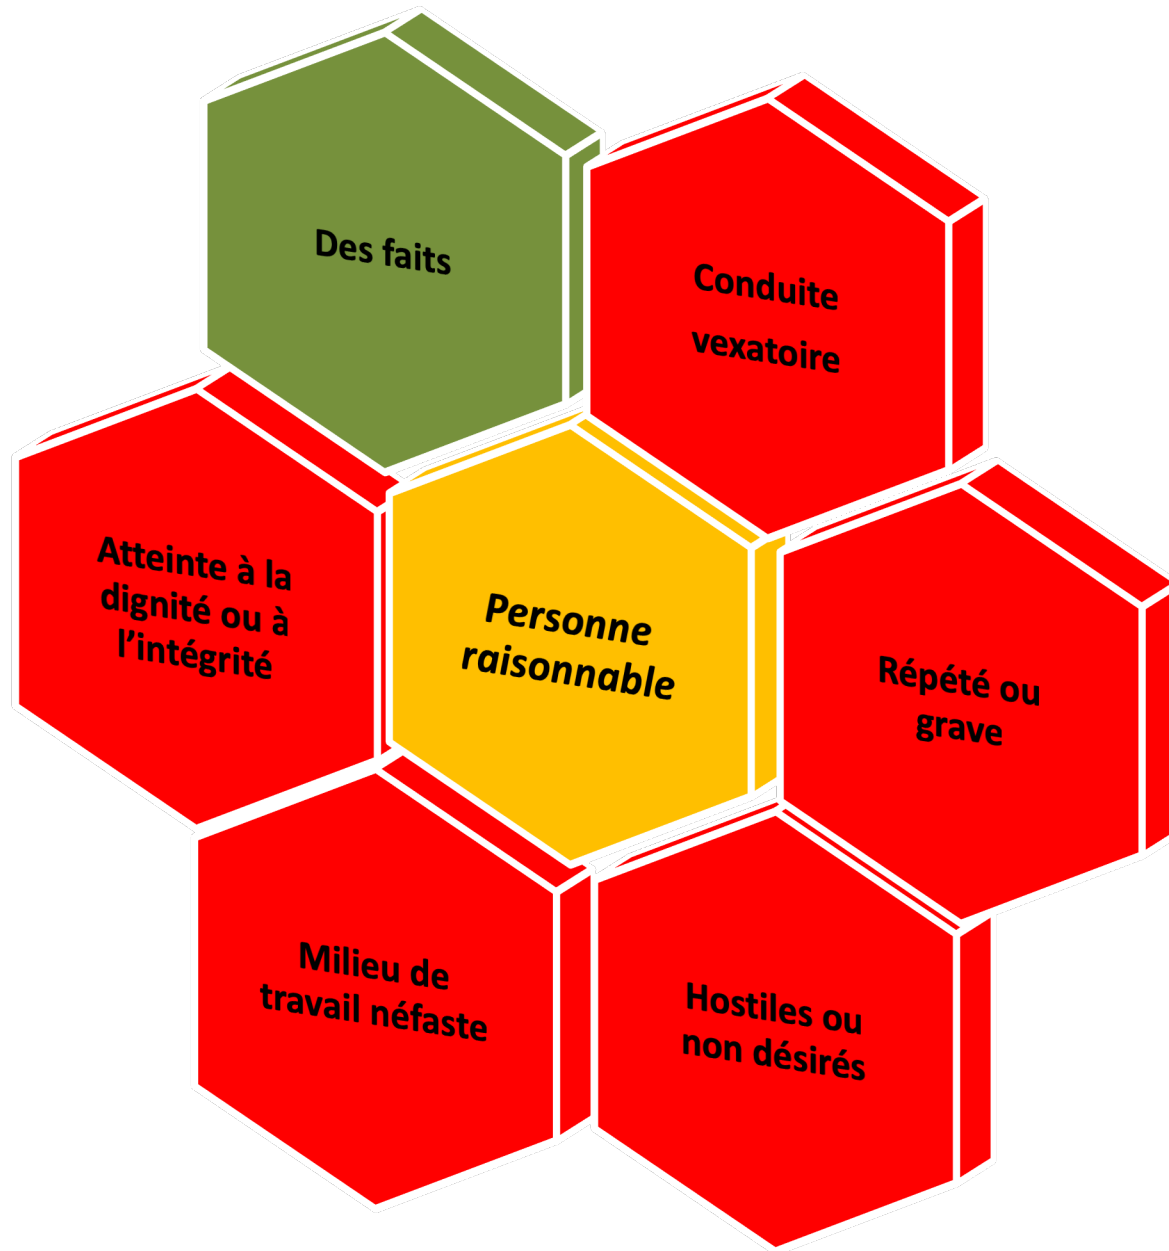 Des faits
Conduite
vexatoire
Atteinte à la
dignité ou à
l’intégrité
Personne
raisonnable
Répété ou
grave
Milieu de
travail néfaste
Hostiles ou
non désirés